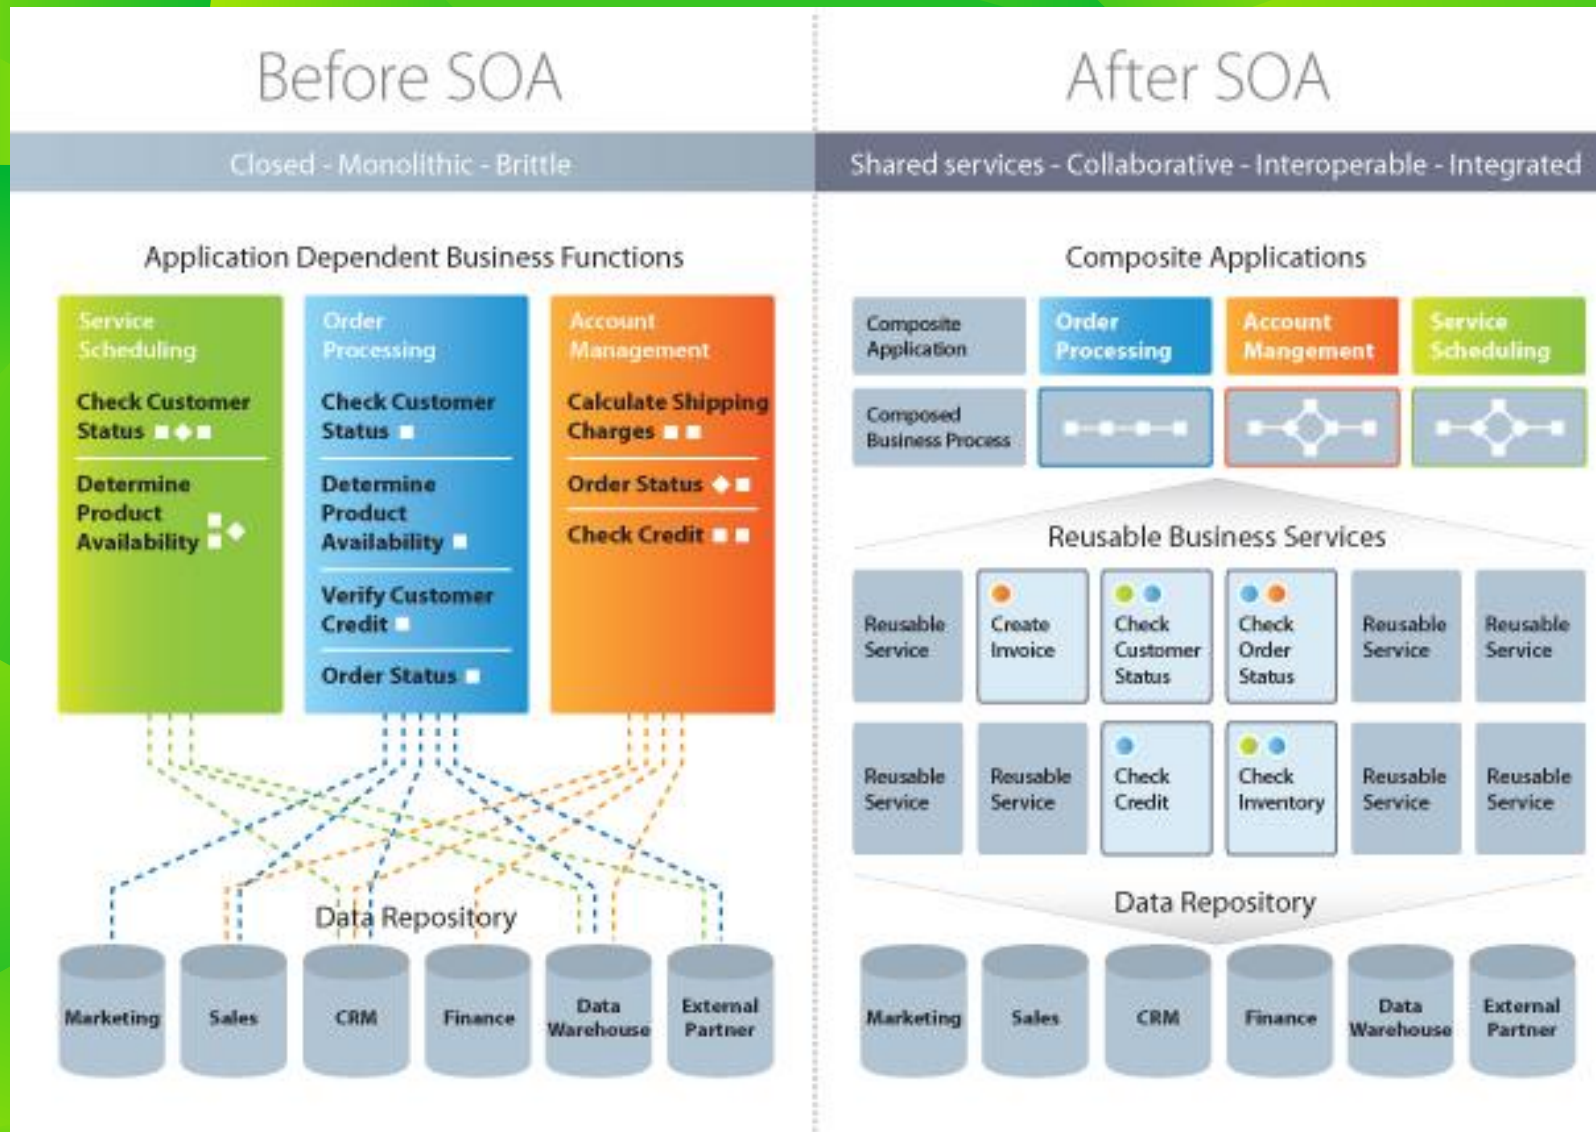 Before SOA
Closed - Monolithic - Brittle
Application Dependent Business Functions
Service
Scheduling
Check Customer
Status
Determine
Product
Availability
Order
Processing
Check Customer
Status
Determine
Product
Availability
Verify Customer
Credit
Order Status
Account
Management
Calculate Shipping
Charges
Order Status
Check Credit
Data Repository
Marketing
Sales
CRM
Finance
Data
Warehouse
External
Partner
After SOA
Shared services - Collaborative - Interoperable - Integrated
Composite Applications
Composite
Application
Order
Processing
Account
Mangement
Service
Scheduling
Composed
Business Process
Reusable Business Services
Reusable
Service
Create
Invoice
Check
Customer
Status
Check
Order
Status
Reusable
Service
Reusable
Service
Reusable
Service
Reusable
Service
Check
Credit
Check
Inventory
Reusable
Service
Reusable
Service
Data Repository
Marketing
Sales
CRM
Finance
Data
Warehouse
External
Partner